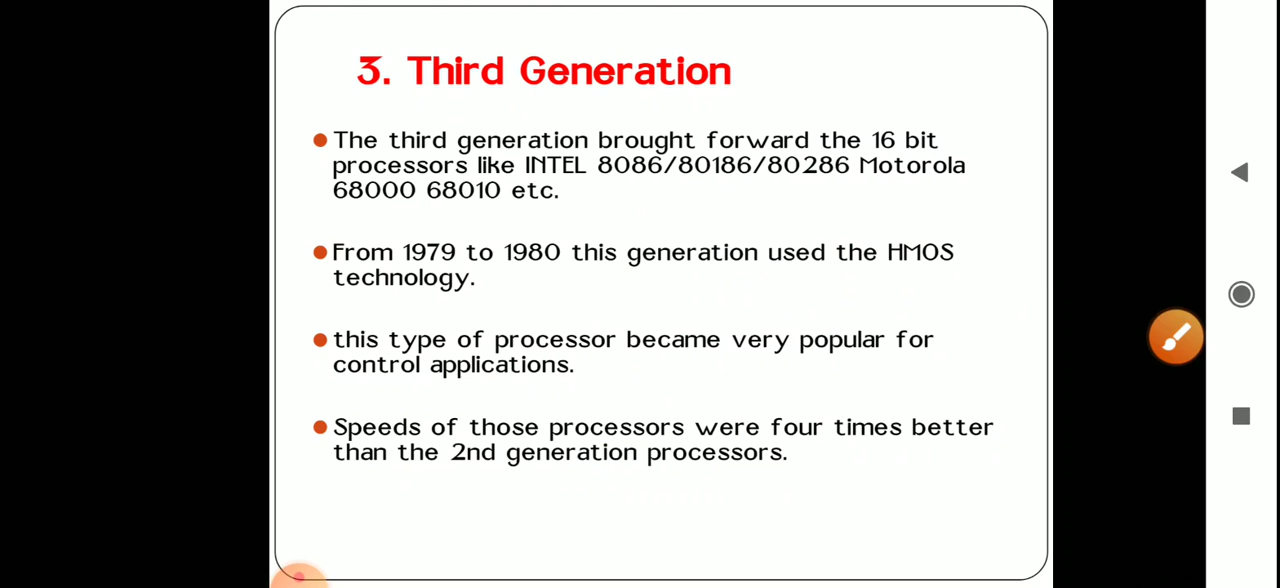 3. Third Generation
The third generation brought forward the 16 bit
processors like INTEL 8086/80186/80286 Motorola
68000 68010 etc.
From 1979 to 1980 this generation used the HMOS
technology.
this type of processor became very popular for
control applications.
Speeds of those processors were four times better
than the 2nd generation processors.